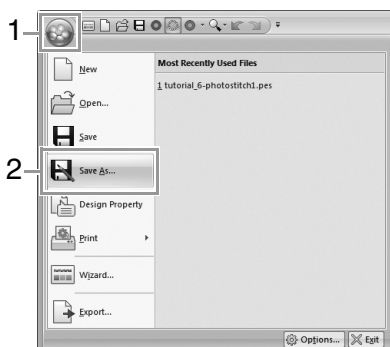 1
Most Recently Used Files
New
1 tutorial_6-photostitch1.pes
Open...
Save
2
Save As...
Design Property
Print
Wizard...
Export...
Options...
Exit